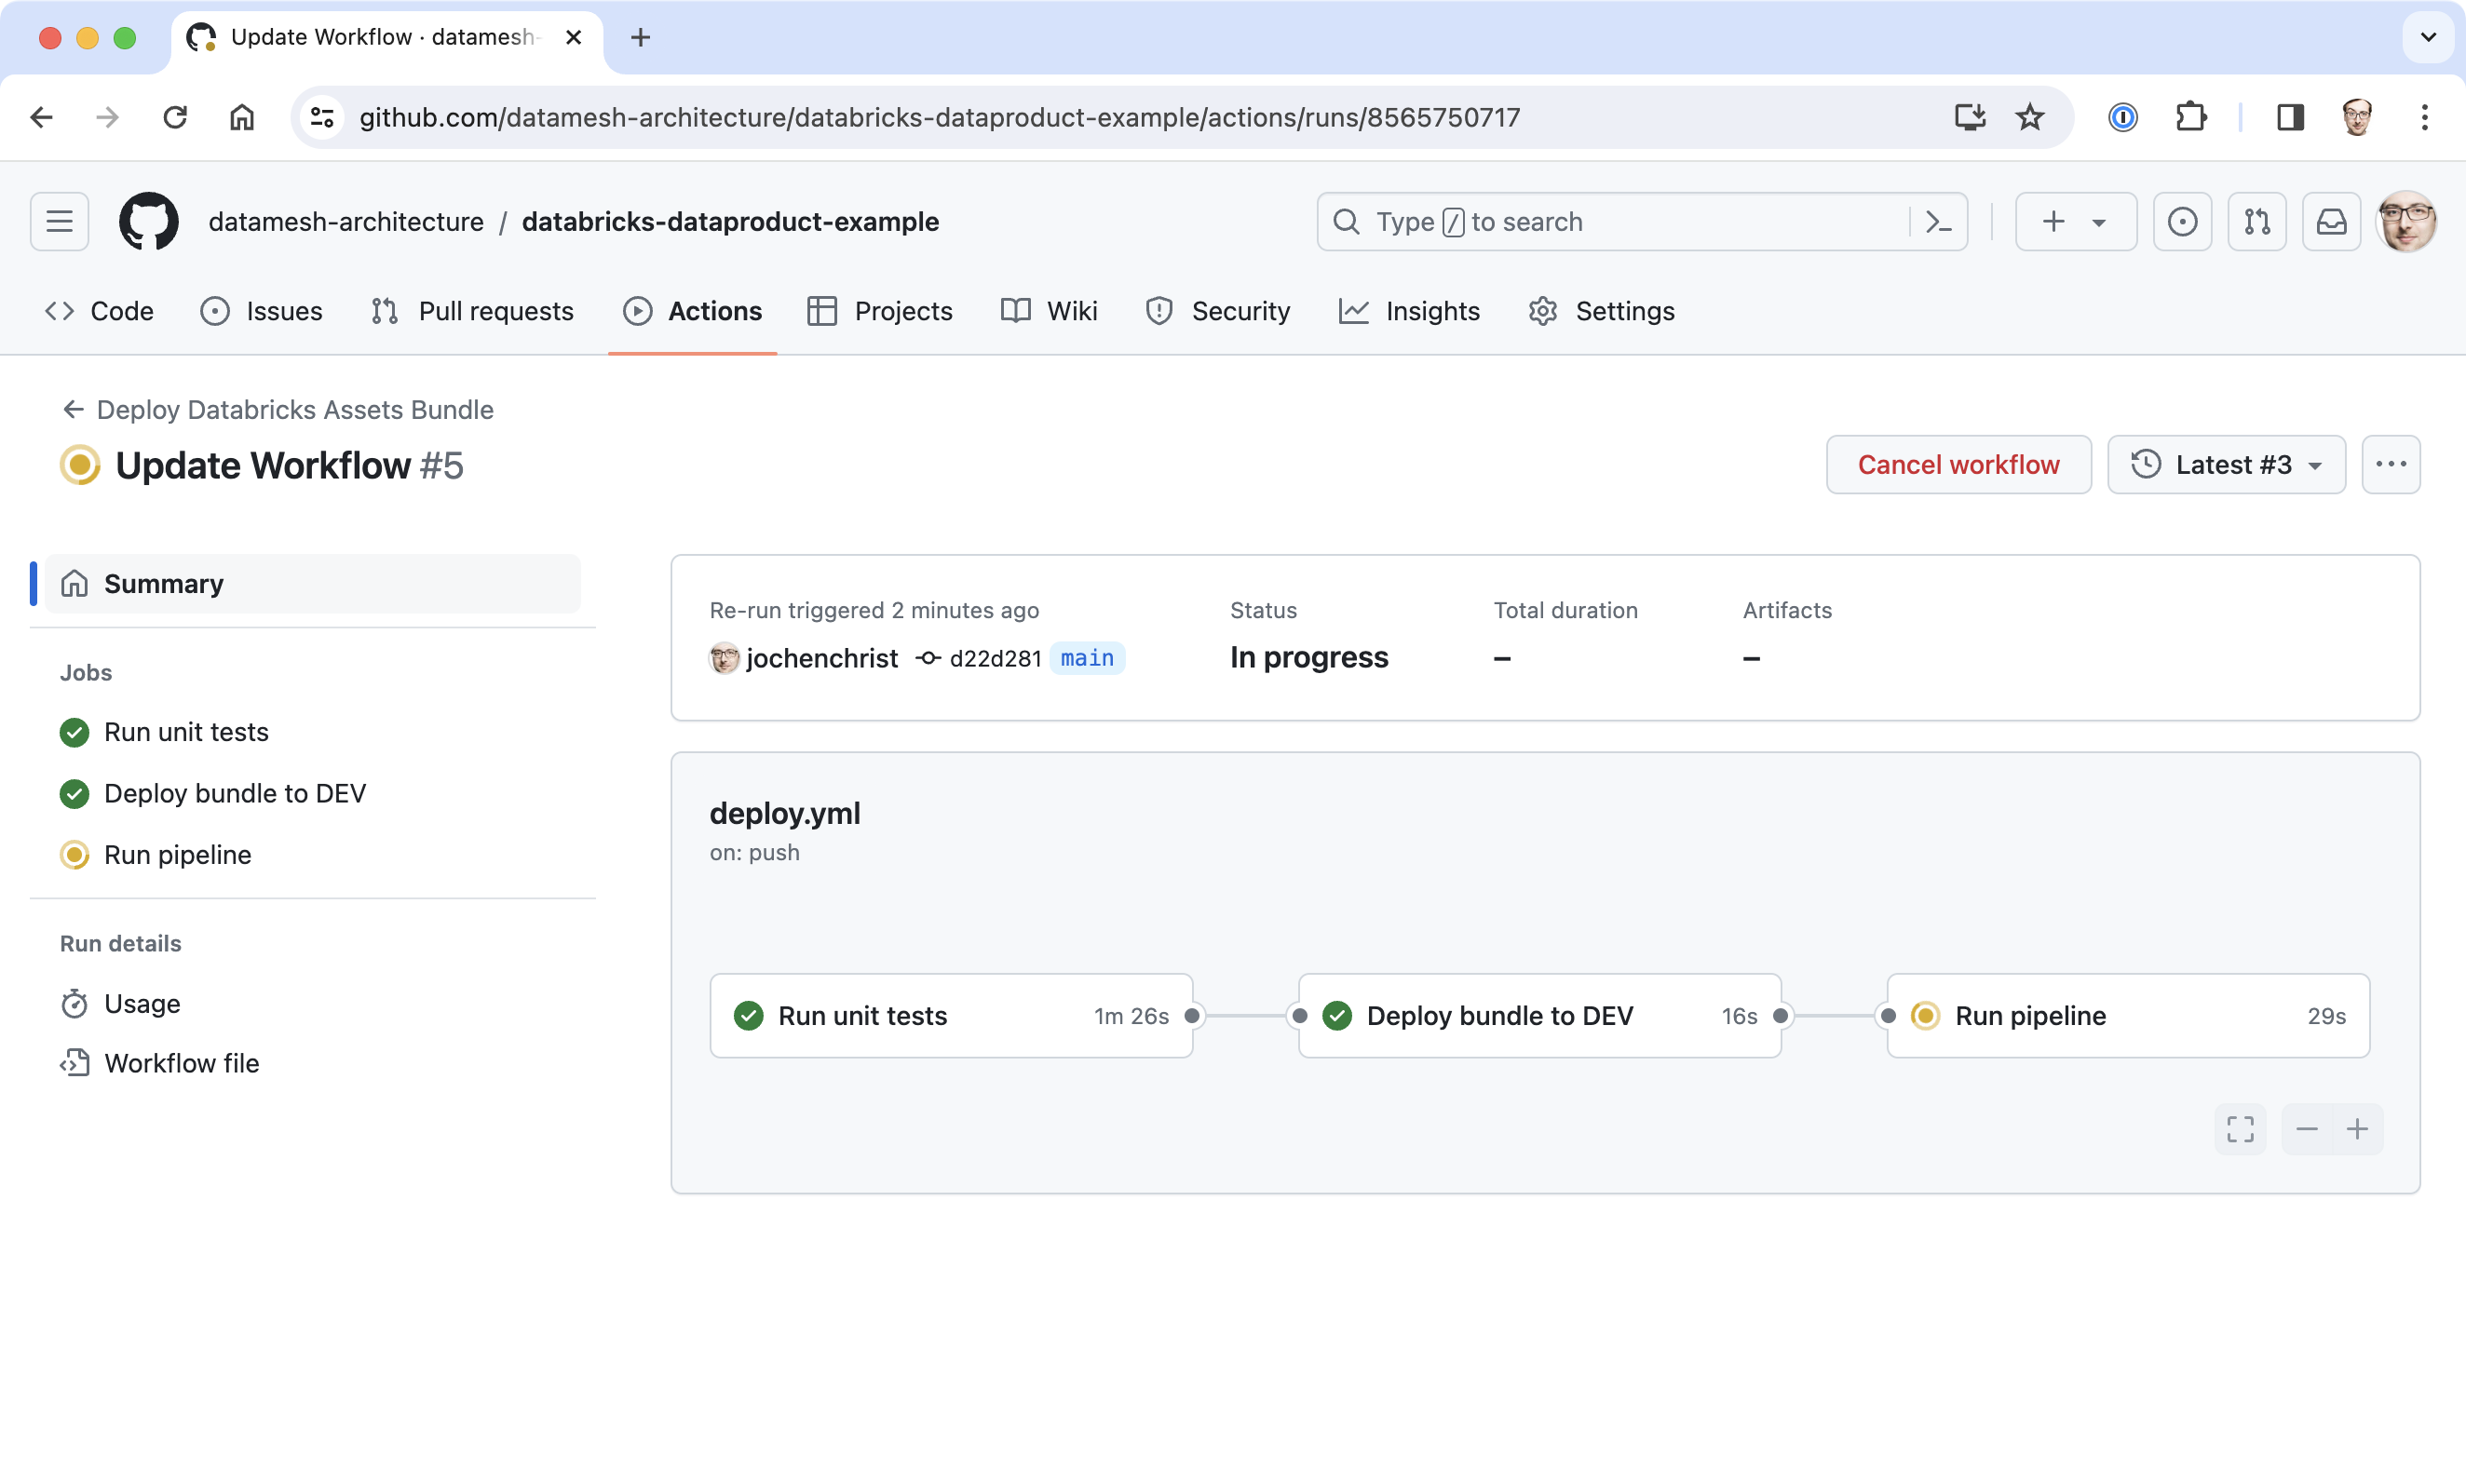 Update Workflow · datamesh-
github.com/datamesh-architecture/databricks-dataproduct-example/actions/runs/8565750717
datamesh-architecture / databricks-dataproduct-example
Type / to search
Code Issues Pull requests Actions Projects Wiki Security Insights Settings
Deploy Databricks Assets Bundle
Update Workflow #5
Cancel workflow
Latest #3
Summary
Jobs
Run unit tests
Deploy bundle to DEV
Run pipeline
Run details
Usage
Workflow file
Re-run triggered 2 minutes ago
jochenchrist d22d281 main
Status
In progress
Total duration
–
Artifacts
–
deploy.yml
on: push
Run unit tests 1m 26s
Deploy bundle to DEV 16s
Run pipeline 29s